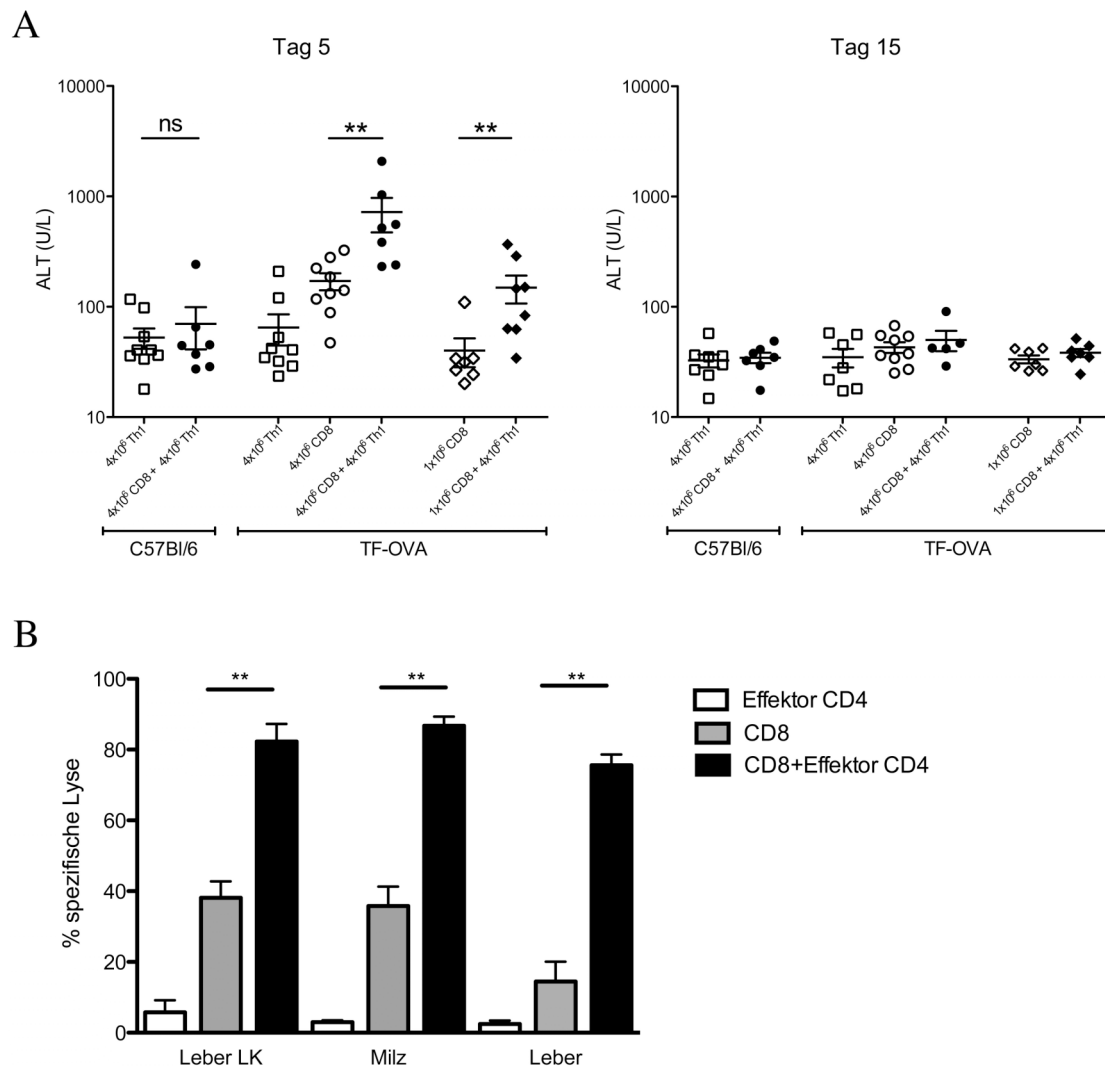 A
Tag 5
Tag 15
10000
1000
100
10
ALT (U/L)
ns
**
**
4x10⁶ Th1
4x10⁶ CD8 + 4x10⁶ Th1
4x10⁶ Th1
4x10⁶ CD8
4x10⁶ CD8 + 4x10⁶ Th1
1x10⁶ CD8
1x10⁶ CD8 + 4x10⁶ Th1
C57Bl/6
TF-OVA
10000
1000
100
10
ALT (U/L)
4x10⁶ Th1
4x10⁶ CD8 + 4x10⁶ Th1
4x10⁶ Th1
4x10⁶ CD8
4x10⁶ CD8 + 4x10⁶ Th1
1x10⁶ CD8
1x10⁶ CD8 + 4x10⁶ Th1
C57Bl/6
TF-OVA
B
100
80
60
40
20
0
% spezifische Lyse
**
**
**
Leber LK
Milz
Leber
Effektor CD4
CD8
CD8+Effektor CD4